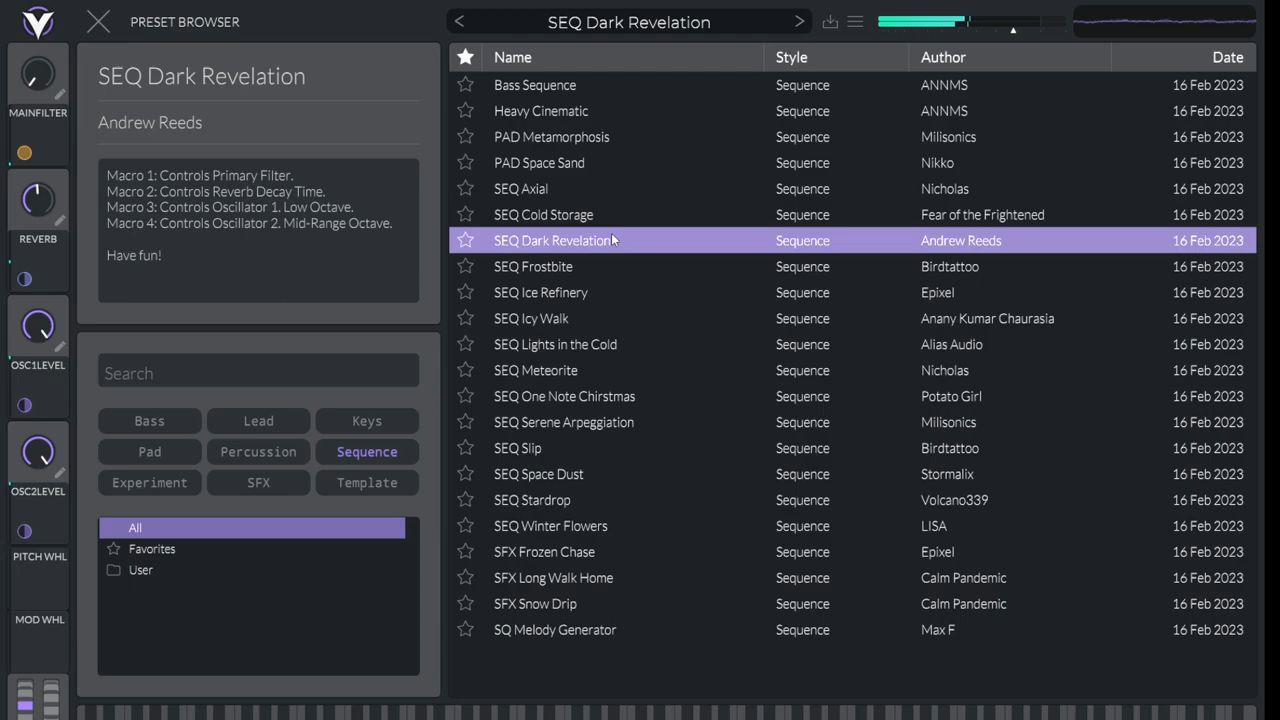 PRESET BROWSER
SEQ Dark Revelation
MAINFILTER
REVERB
OSC1LEVEL
OSC2LEVEL
PITCH WHL
MOD WHL
SEQ Dark Revelation
Andrew Reeds
Macro 1: Controls Primary Filter.
Macro 2: Controls Reverb Decay Time.
Macro 3: Controls Oscillator 1. Low Octave.
Macro 4: Controls Oscillator 2. Mid-Range Octave.
Have fun!
Search
Bass Lead Keys
Pad Percussion Sequence
Experiment SFX Template
All
Favorites
User
Name Style Author Date
Bass Sequence Sequence ANNMS 16 Feb 2023
Heavy Cinematic Sequence ANNMS 16 Feb 2023
PAD Metamorphosis Sequence Milisonics 16 Feb 2023
PAD Space Sand Sequence Nikko 16 Feb 2023
SEQ Axial Sequence Nicholas 16 Feb 2023
SEQ Cold Storage Sequence Fear of the Frightened 16 Feb 2023
SEQ Dark Revelation Sequence Andrew Reeds 16 Feb 2023
SEQ Frostbite Sequence Birdtattoo 16 Feb 2023
SEQ Ice Refinery Sequence Epixel 16 Feb 2023
SEQ Icy Walk Sequence Anany Kumar Chaurasia 16 Feb 2023
SEQ Lights in the Cold Sequence Alias Audio 16 Feb 2023
SEQ Meteorite Sequence Nicholas 16 Feb 2023
SEQ One Note Chirstmas Sequence Potato Girl 16 Feb 2023
SEQ Serene Arpeggiation Sequence Milisonics 16 Feb 2023
SEQ Slip Sequence Birdtattoo 16 Feb 2023
SEQ Space Dust Sequence Stormalix 16 Feb 2023
SEQ Stardrop Sequence Volcano339 16 Feb 2023
SEQ Winter Flowers Sequence LISA 16 Feb 2023
SFX Frozen Chase Sequence Epixel 16 Feb 2023
SFX Long Walk Home Sequence Calm Pandemic 16 Feb 2023
SFX Snow Drip Sequence Calm Pandemic 16 Feb 2023
SQ Melody Generator Sequence Max F 16 Feb 2023